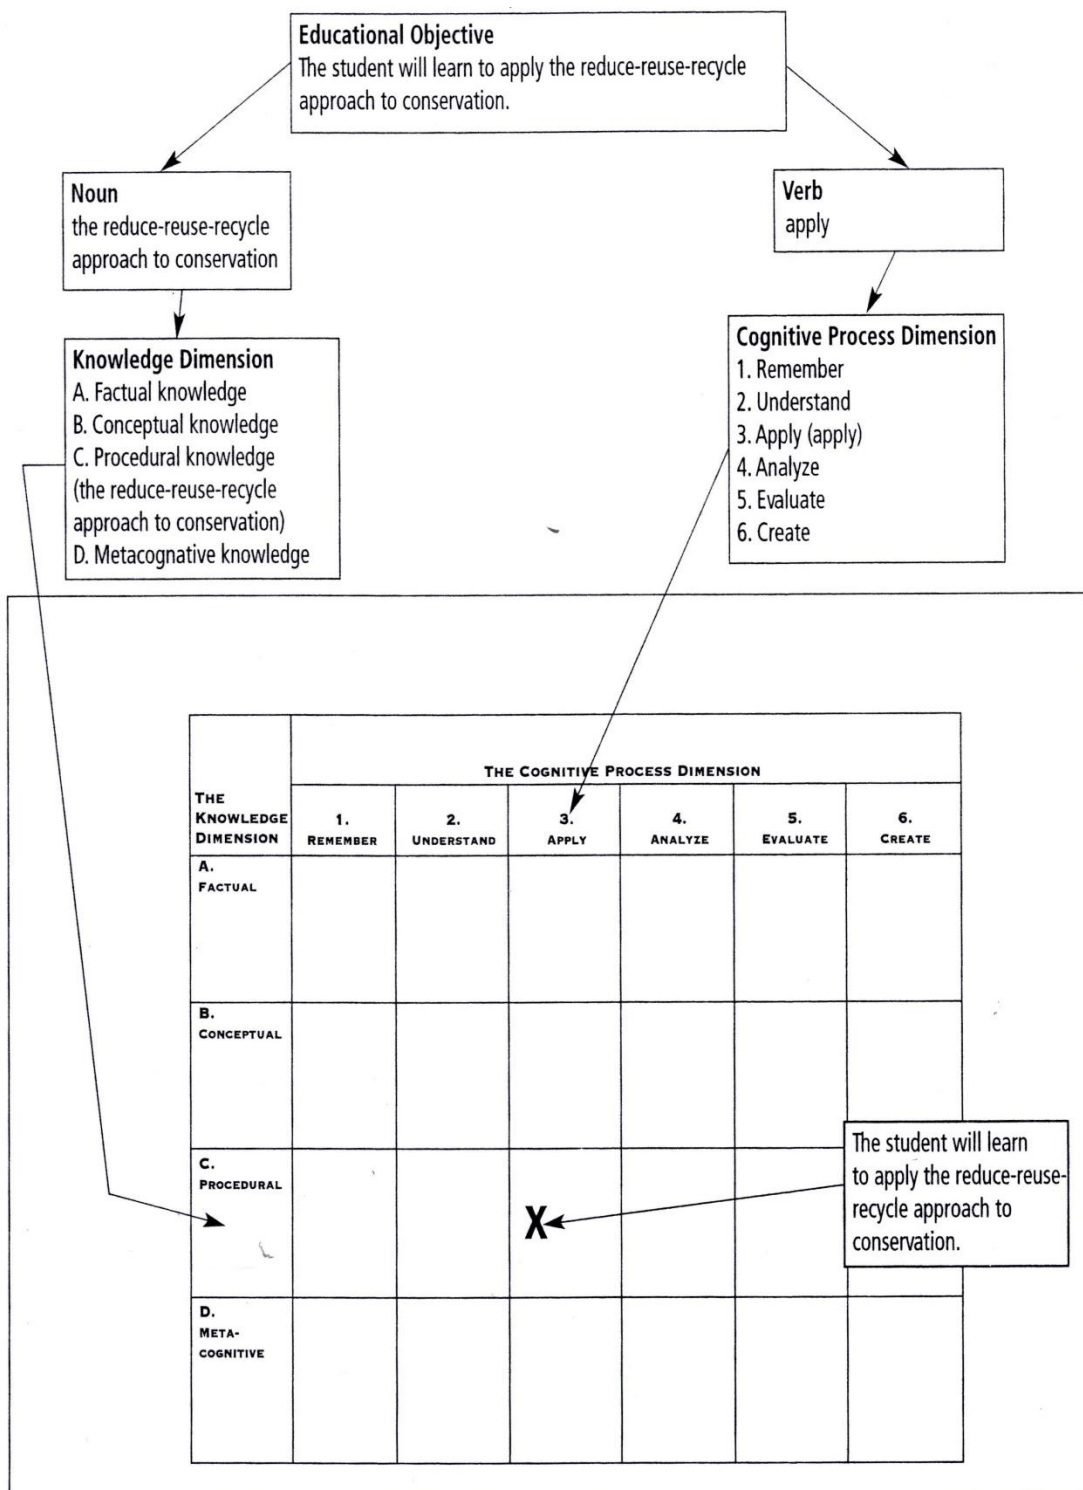 Educational Objective
The student will learn to apply the reduce-reuse-recycle
approach to conservation.
Noun
the reduce-reuse-recycle
approach to conservation
Verb
apply
Knowledge Dimension
A. Factual knowledge
B. Conceptual knowledge
C. Procedural knowledge
(the reduce-reuse-recycle
approach to conservation)
D. Metacognative knowledge
Cognitive Process Dimension
1. Remember
2. Understand
3. Apply (apply)
4. Analyze
5. Evaluate
6. Create
THE COGNITIVE PROCESS DIMENSION
THE
KNOWLEDGE
DIMENSION
1.
REMEMBER
2.
UNDERSTAND
3.
APPLY
4.
ANALYZE
5.
EVALUATE
6.
CREATE
A.
FACTUAL
B.
CONCEPTUAL
C.
PROCEDURAL
X
The student will learn
to apply the reduce-reuse-
recycle approach to
conservation.
D.
META-
COGNITIVE